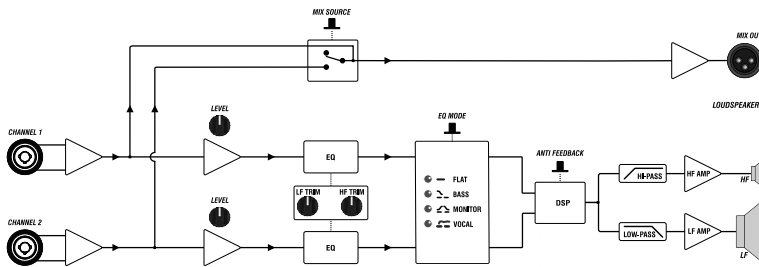 MIX SOURCE
MIX OU
LOUDSPEAKER
CHANNEL 1
LEVEL
EQ MODE
ANTI FEEDBACK
EQ
FLAT
HI-PASS
HF AMP
HF
LF TRIM HF TRIM
BASS
DSP
MONITOR
CHANNEL 2
LEVEL
VOCAL
LOW-PASS
LF AMP
EQ
LF